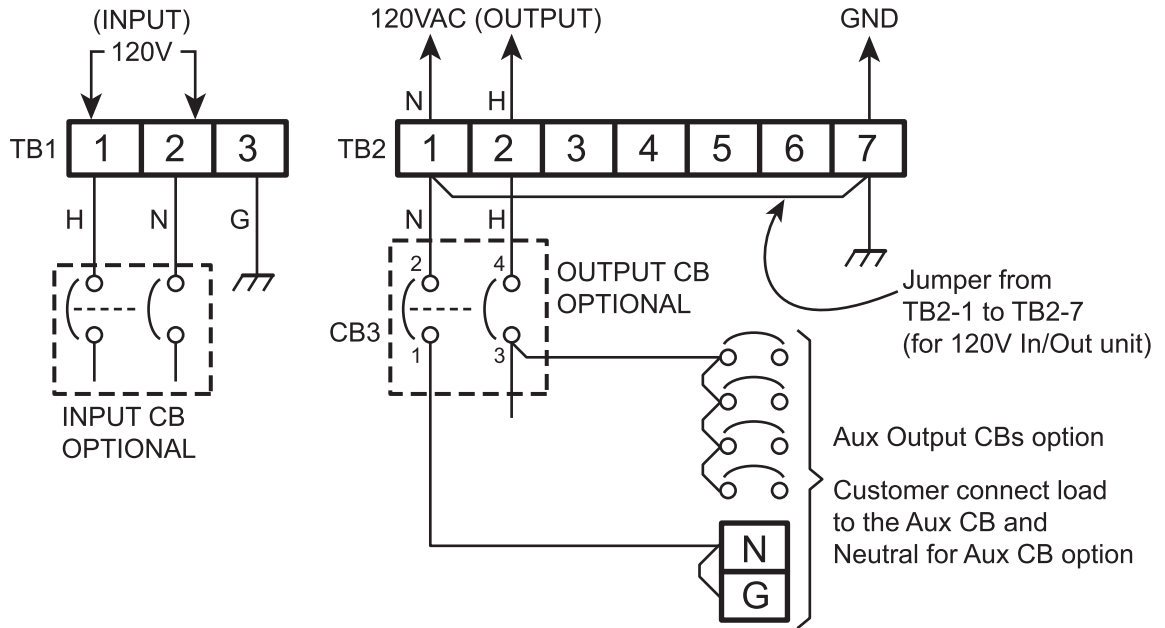 (INPUT)
120V
120VAC (OUTPUT)
GND
N H
TB1 1 2 3
TB2 1 2 3 4 5 6 7
H N G
N H
2 4
OUTPUT CB
OPTIONAL
CB3
1 3
INPUT CB
OPTIONAL
Jumper from
TB2-1 to TB2-7
(for 120V In/Out unit)
Aux Output CBs option
Customer connect load
to the Aux CB and
Neutral for Aux CB option
N
G